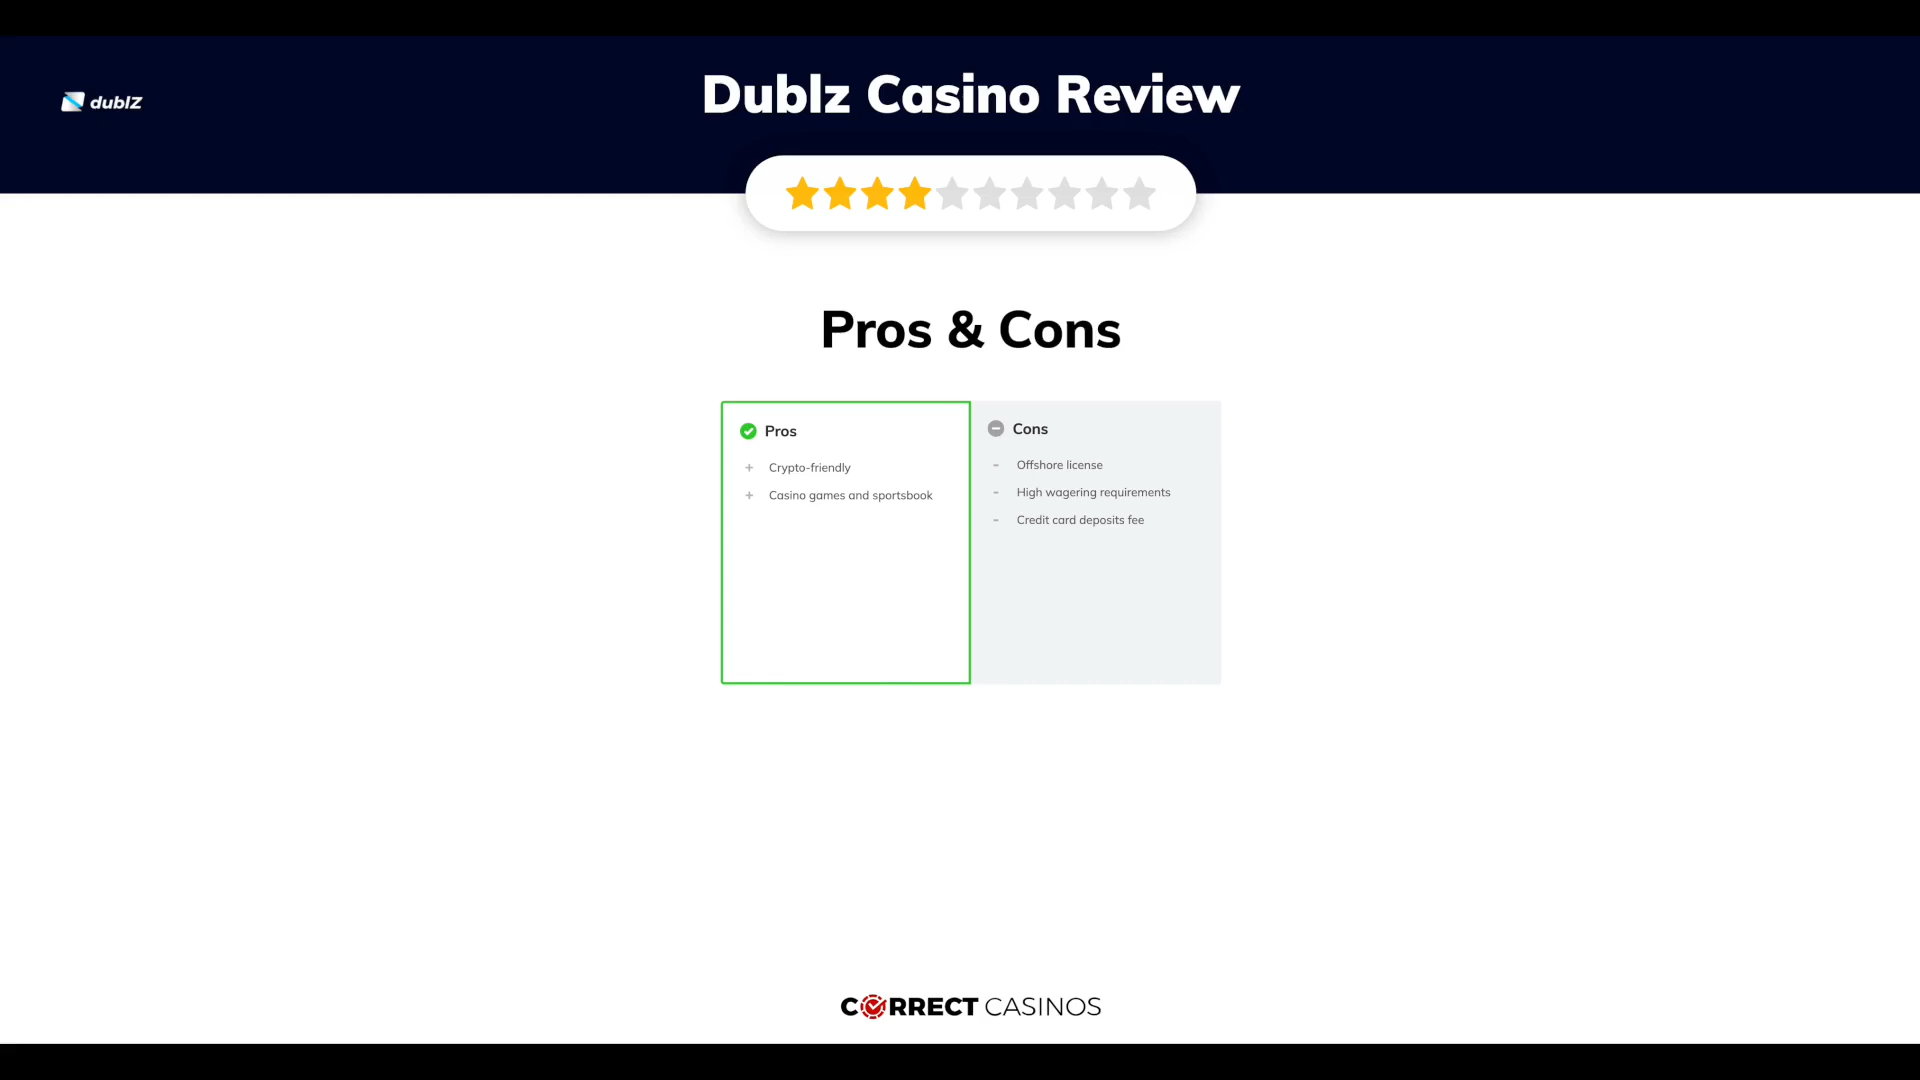 dublZ
Dublz Casino Review
Pros & Cons
Pros
+ Crypto-friendly
+ Casino games and sportsbook
Cons
- Offshore license
- High wagering requirements
- Credit card deposits fee
CORRECT CASINOS